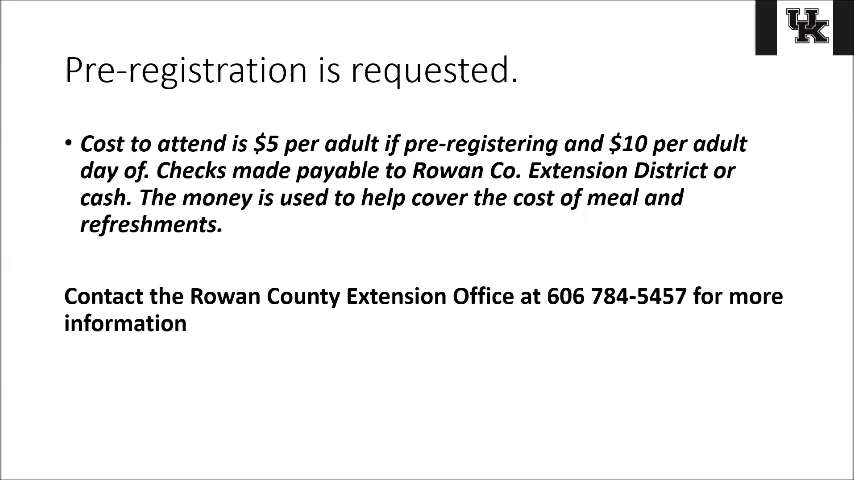 UK
Pre-registration is requested.
• Cost to attend is $5 per adult if pre-registering and $10 per adult
day of. Checks made payable to Rowan Co. Extension District or
cash. The money is used to help cover the cost of meal and
refreshments.
Contact the Rowan County Extension Office at 606 784-5457 for more
information